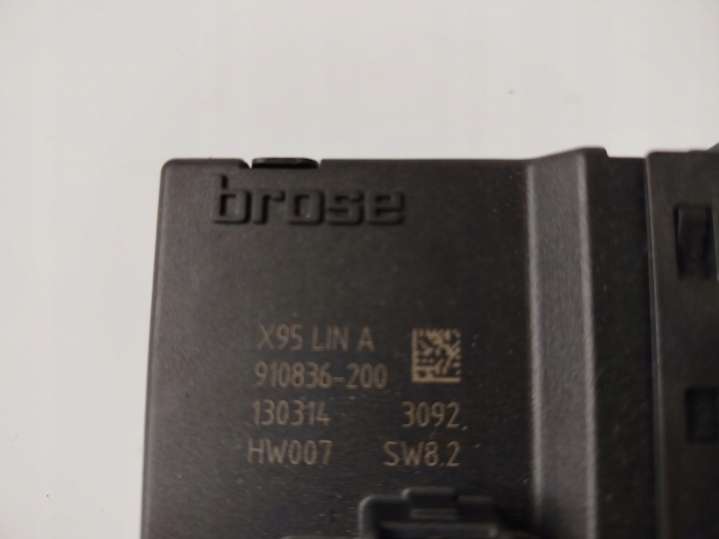 brose
X95 LIN A
910836-200
130314 3092
HW007 SW8.2